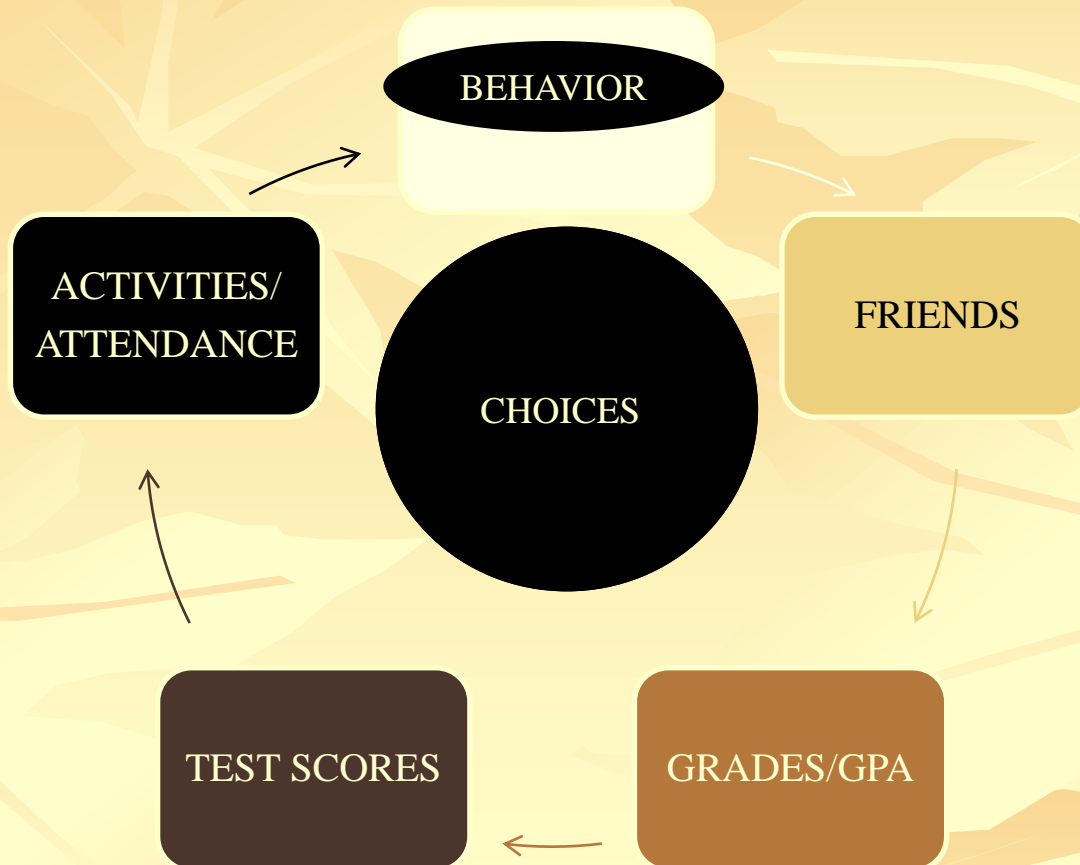 BEHAVIOR
ACTIVITIES/
ATTENDANCE
FRIENDS
CHOICES
TEST SCORES
GRADES/GPA